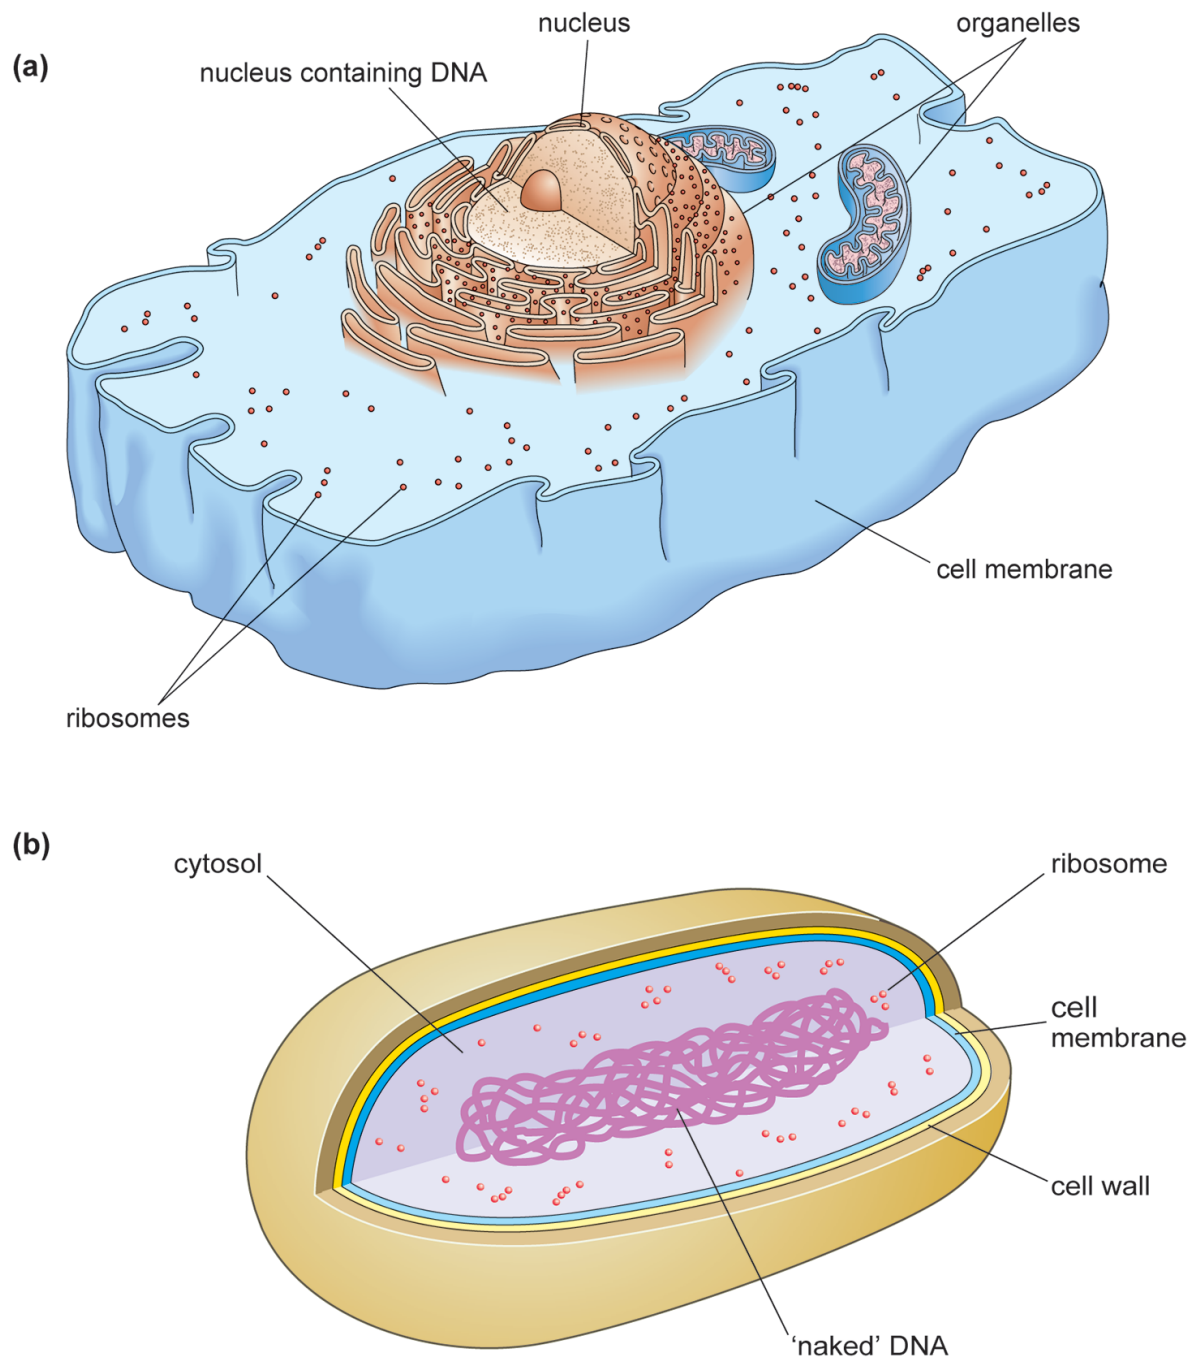 (a)
nucleus
organelles
nucleus containing DNA
cell membrane
ribosomes
(b)
cytosol
ribosome
cell
membrane
cell wall
‘naked’ DNA